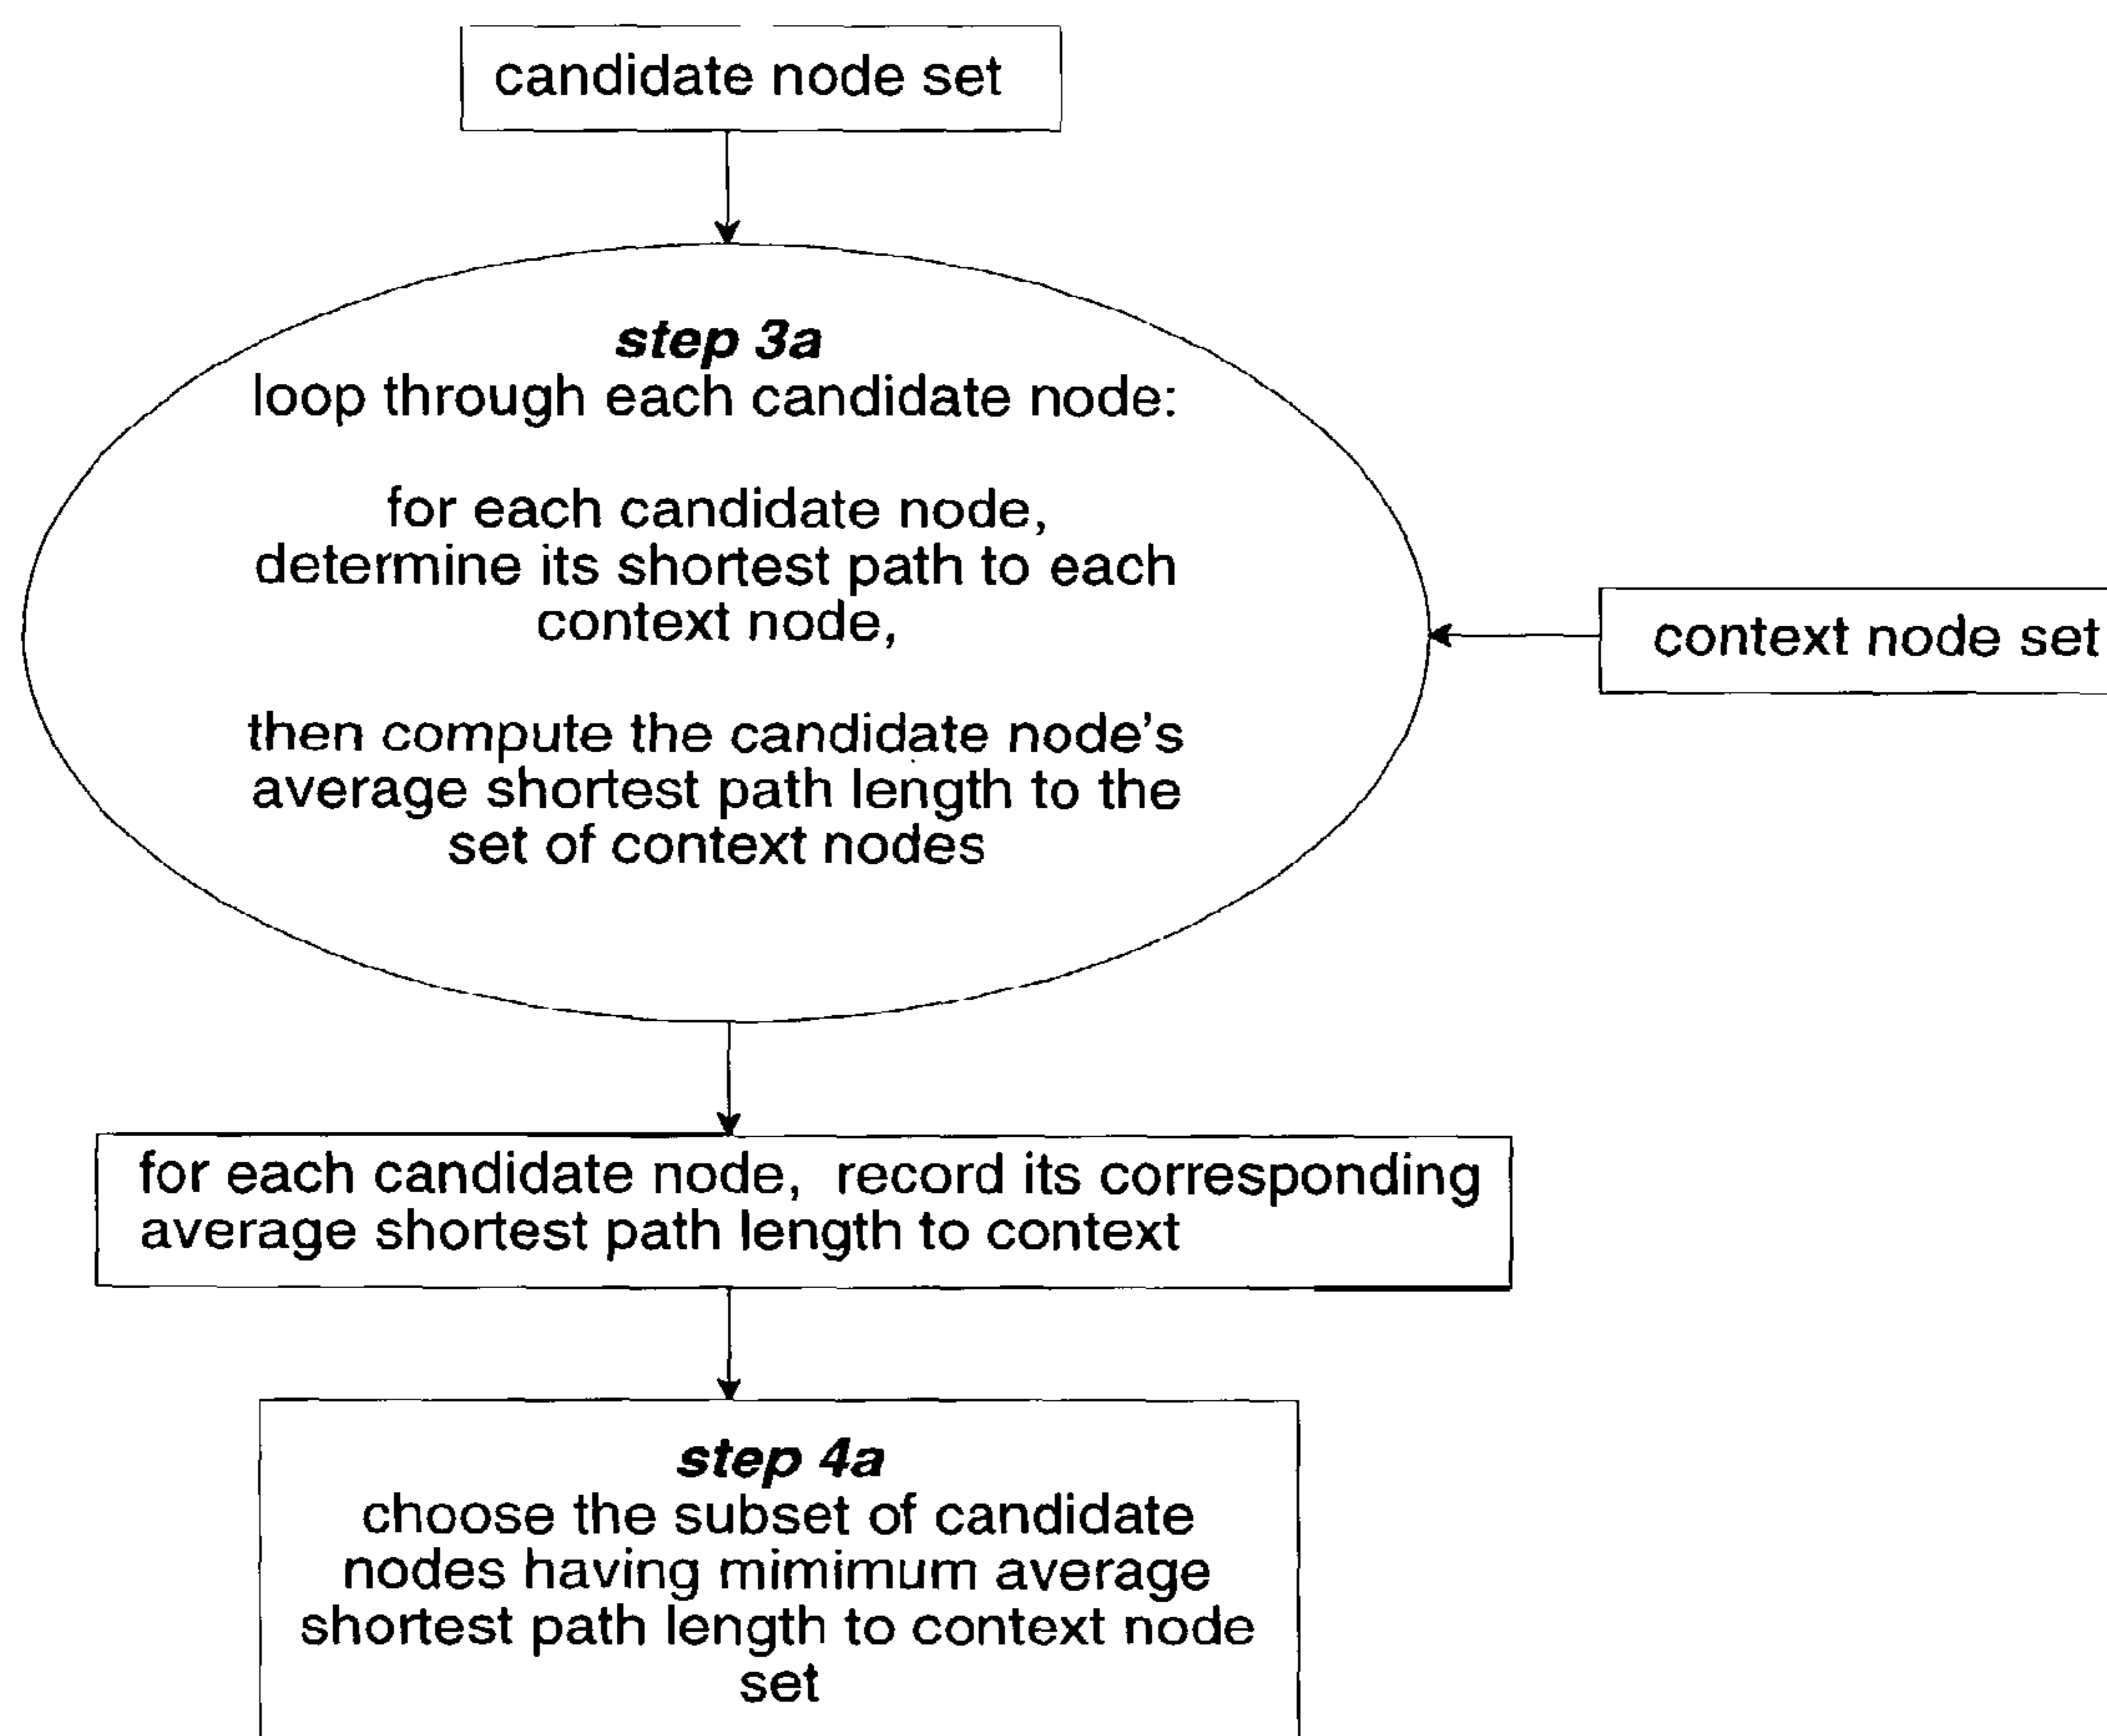 candidate node set
step 3a
loop through each candidate node:
for each candidate node,
determine its shortest path to each
context node,
then compute the candidate node's
average shortest path length to the
set of context nodes
context node set
for each candidate node, record its corresponding
average shortest path length to context
step 4a
choose the subset of candidate
nodes having mimimum average
shortest path length to context node
set